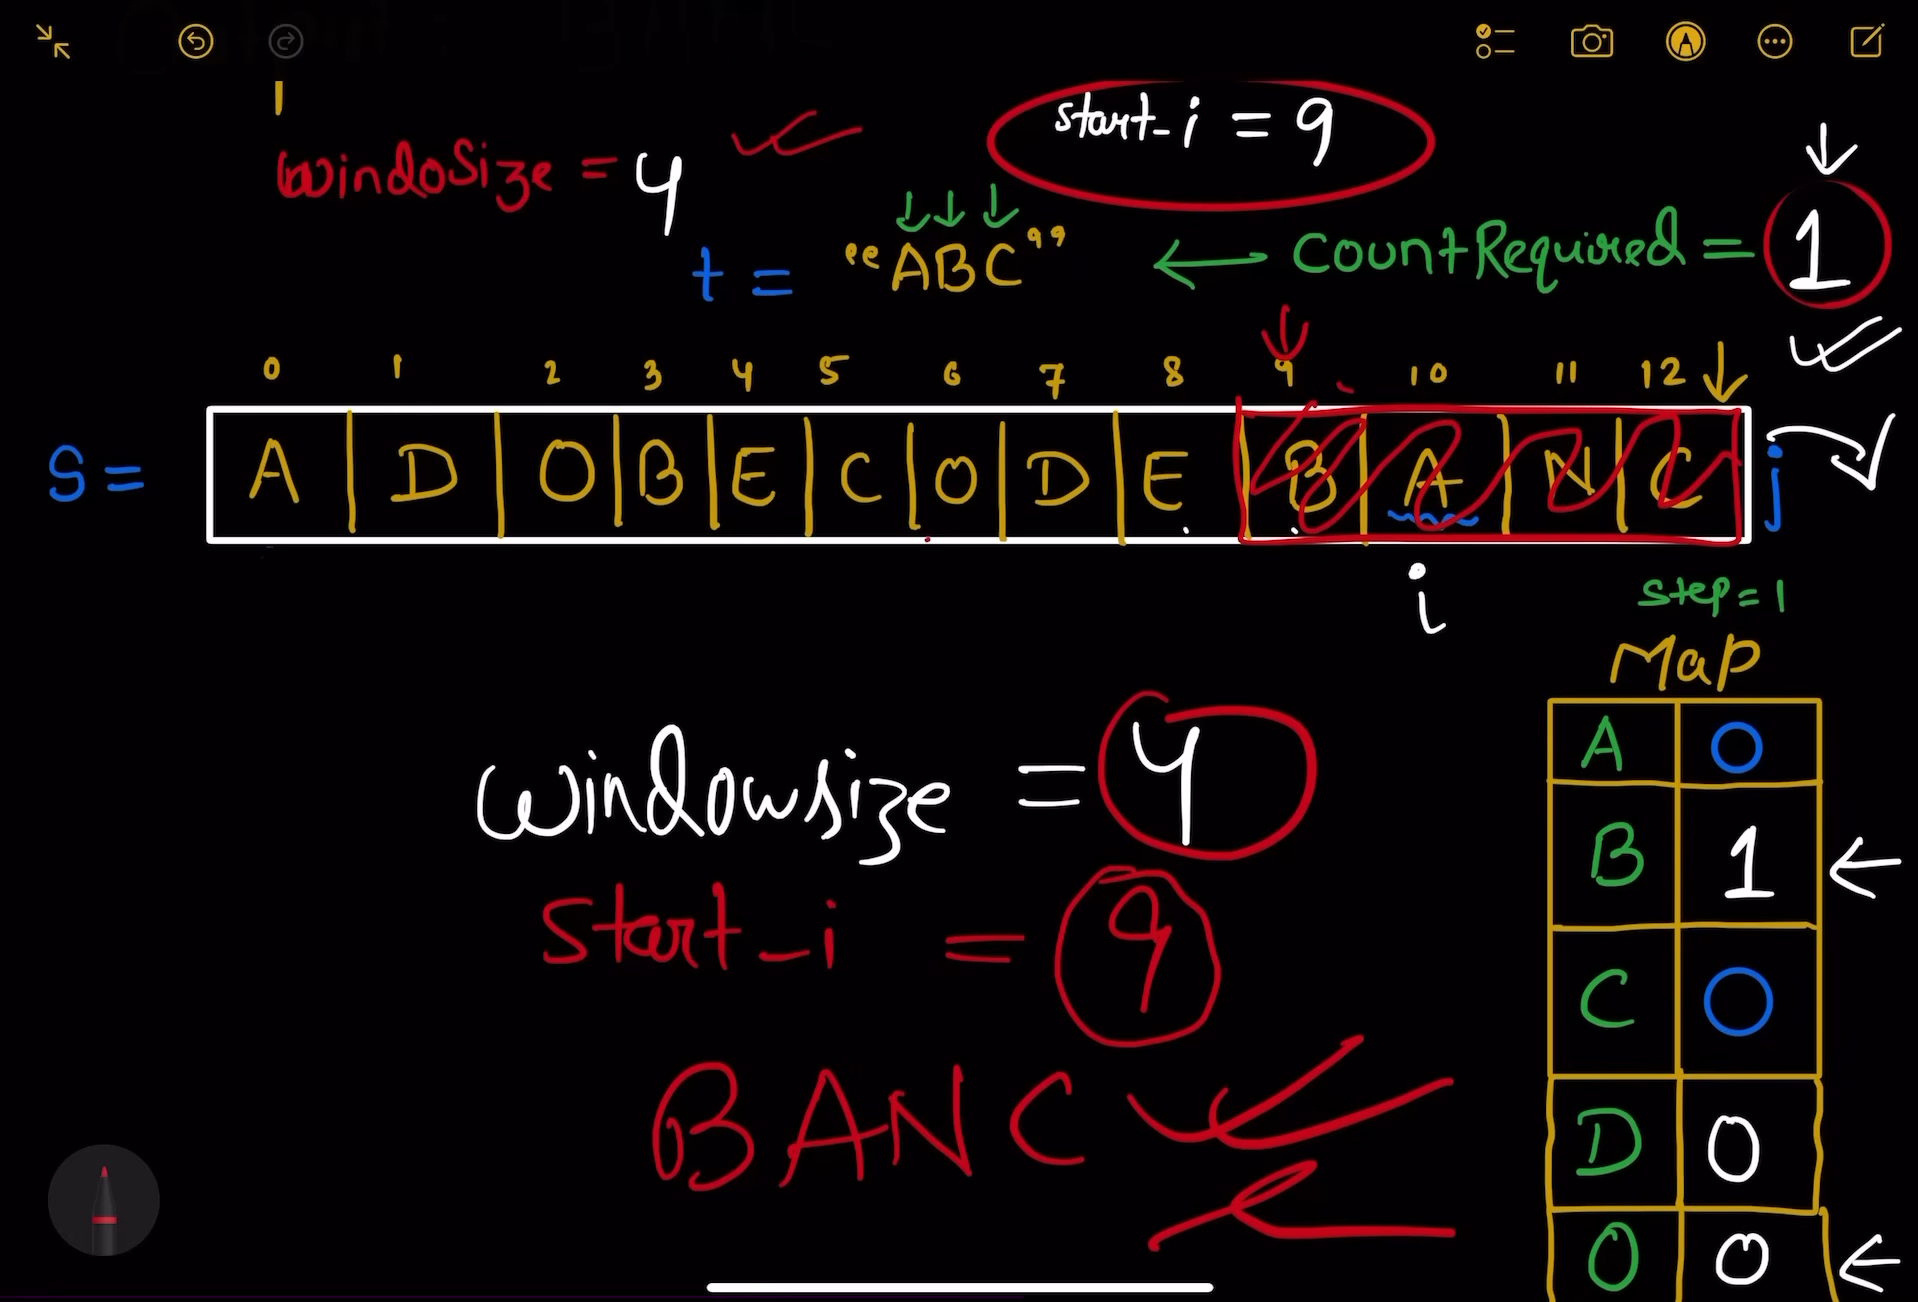 start_i = 9
windoSize = 4
t = "ABC" ← CountRequired = 1
0 1 2 3 4 5 6 7 8 9 10 11 12
S = A D O B E C O D E B A N C j
i
step = 1
Map
A 0
windowsize = 4
B 1
start_i = 9
C 0
BANC
D 0
O 0